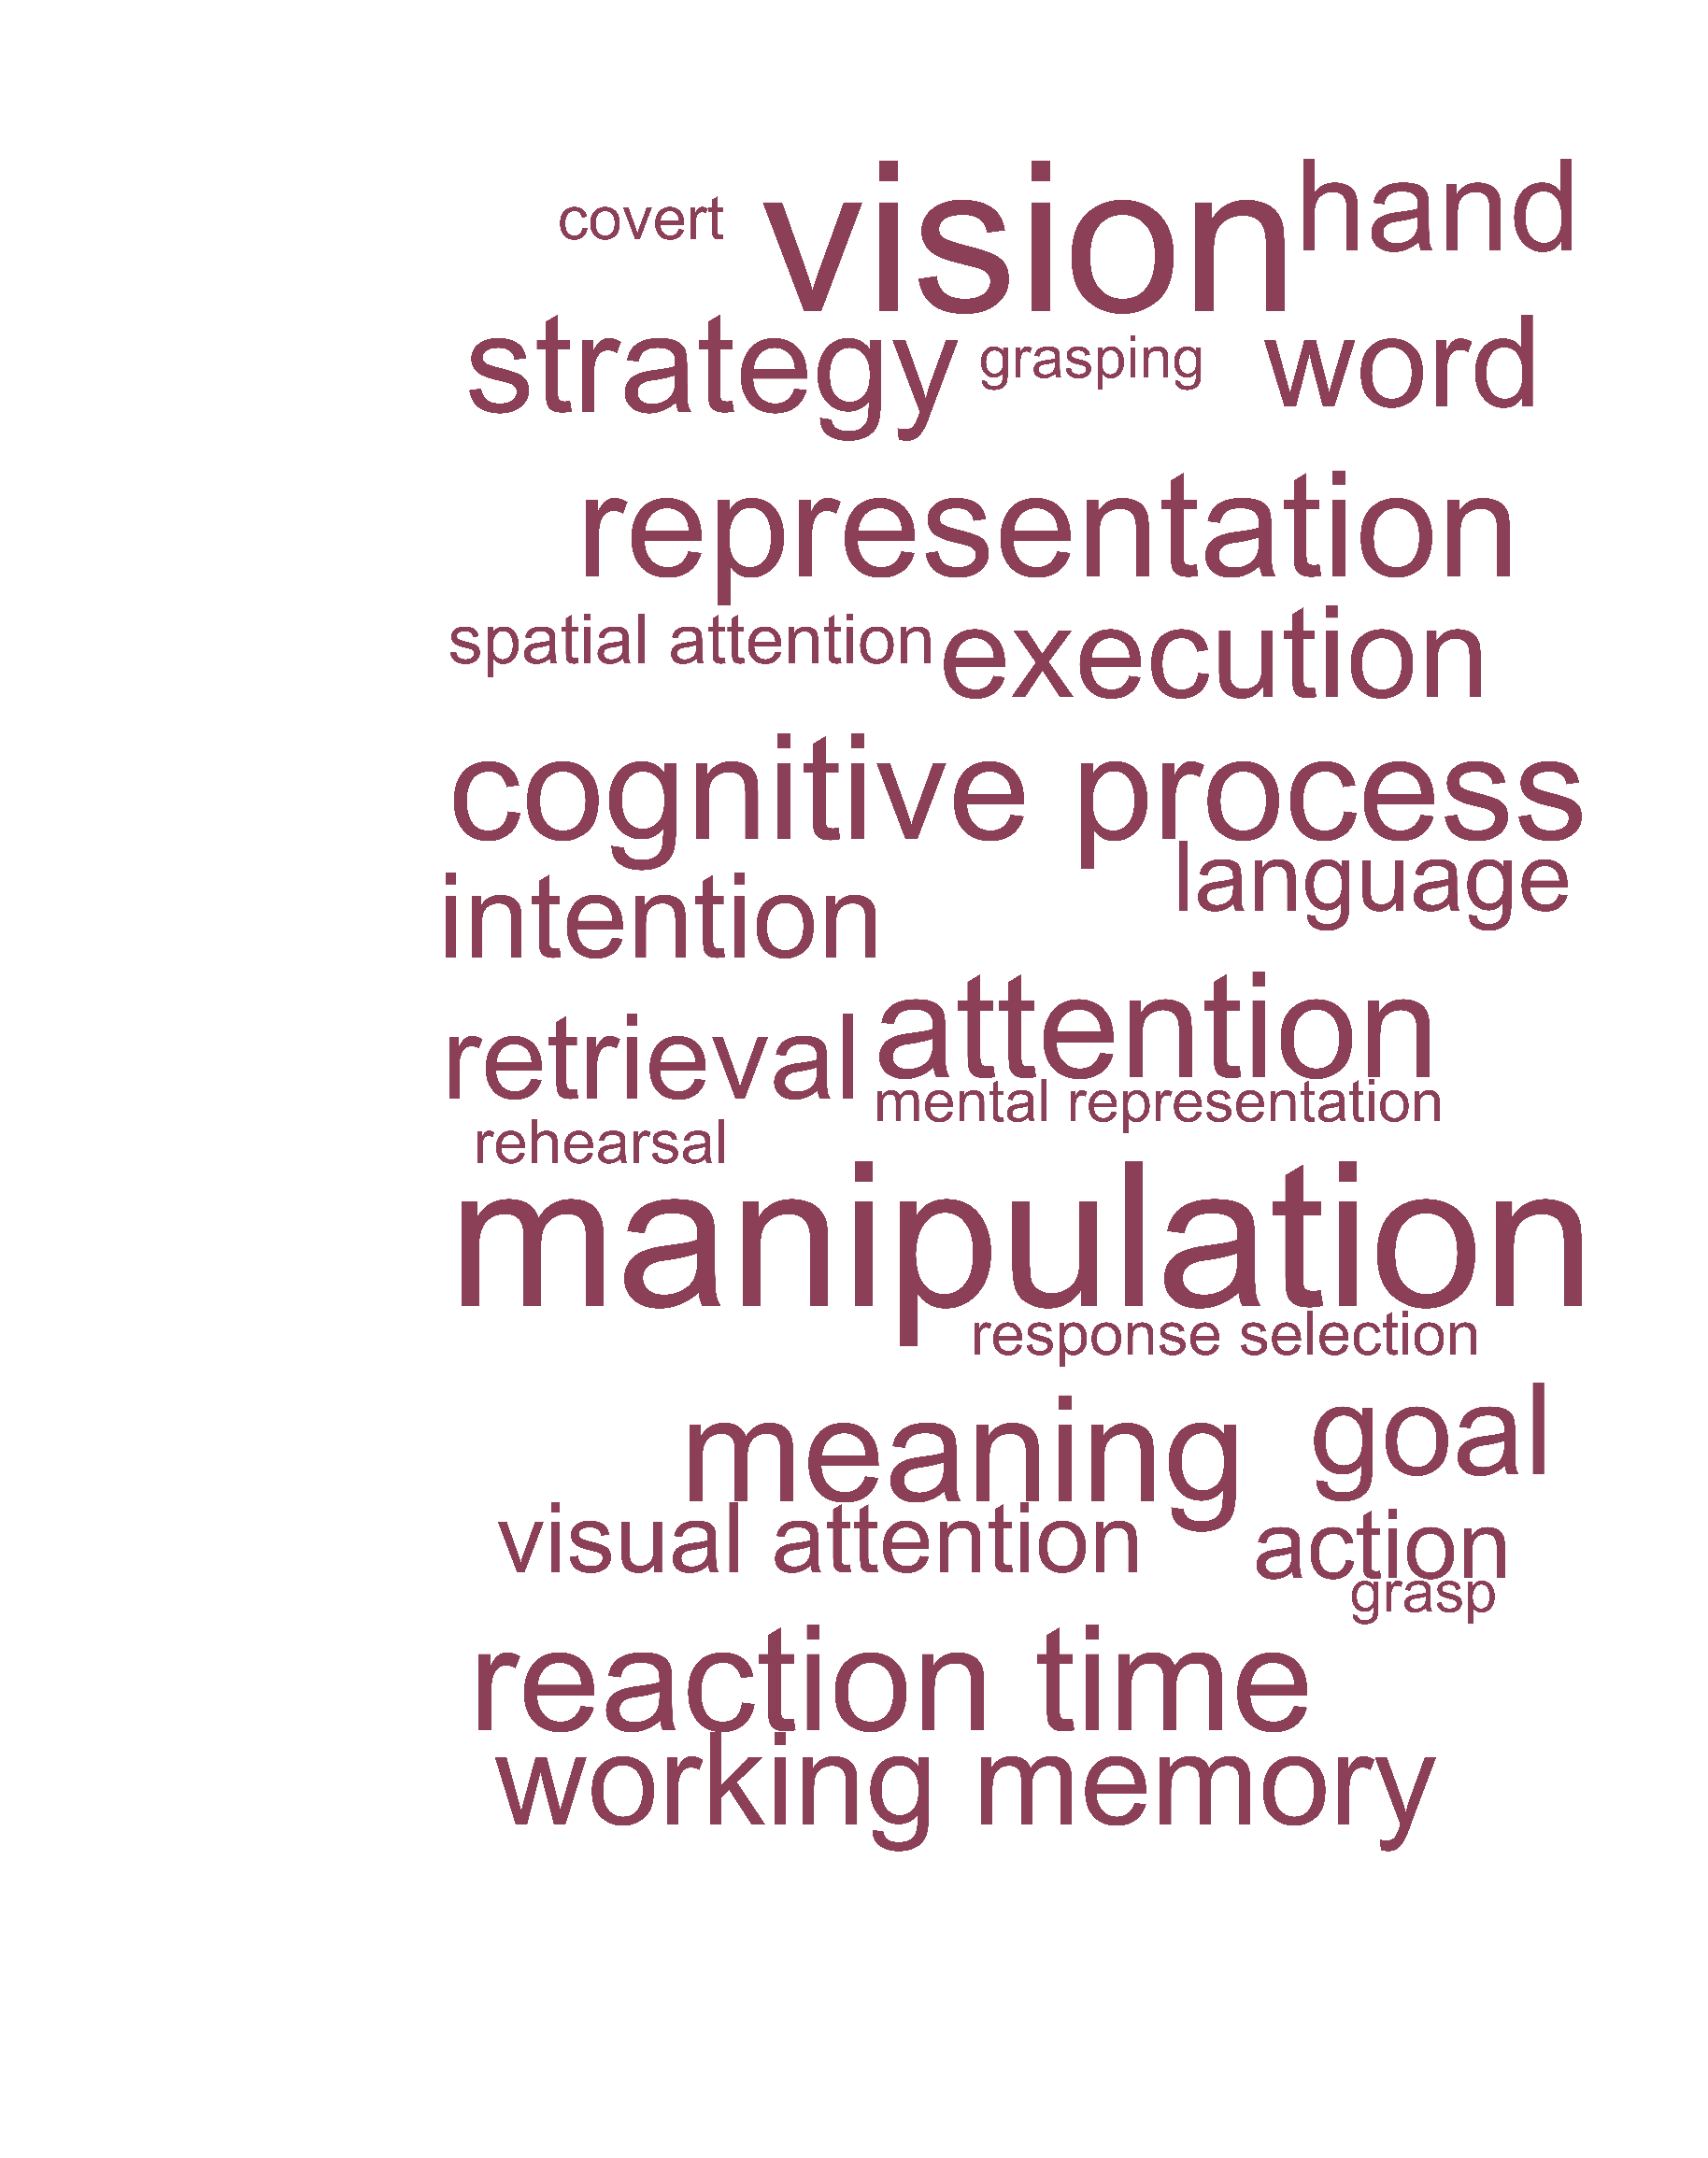 covert vision hand
strategy grasping word
representation
spatial attention execution
cognitive process
language
intention
attention
retrieval
mental representation
rehearsal
manipulation
response selection
meaning goal
visual attention action
grasp
reaction time
working memory